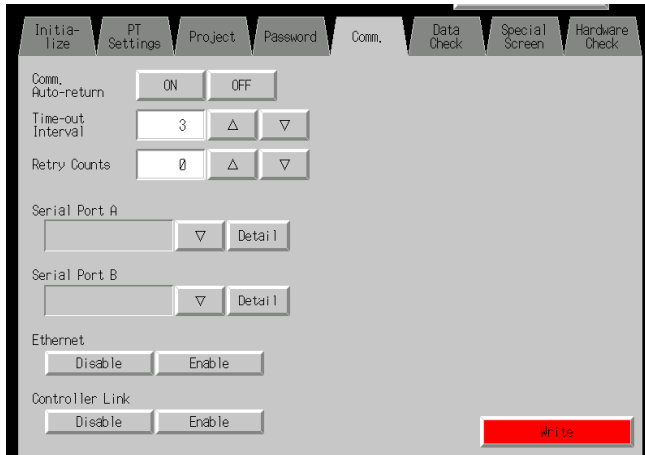 Initia-
lize
PT
Settings
Project
Password
Comm.
Data
Check
Special
Screen
Hardware
Check
Comm.
Auto-return
ON
OFF
Time-out
Interval
3
△
▽
Retry Counts
0
△
▽
Serial Port A
▽
Detail
Serial Port B
▽
Detail
Ethernet
Disable
Enable
Controller Link
Disable
Enable
Write